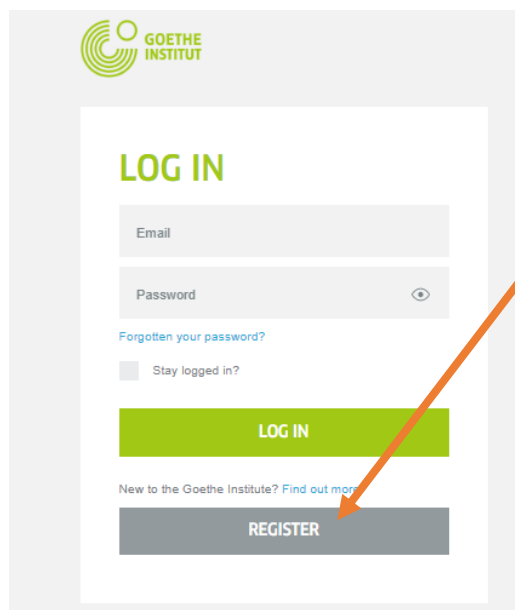 GOETHE
INSTITUT
LOG IN
Email
Password
Forgotten your password?
Stay logged in?
LOG IN
New to the Goethe Institute? Find out more
REGISTER